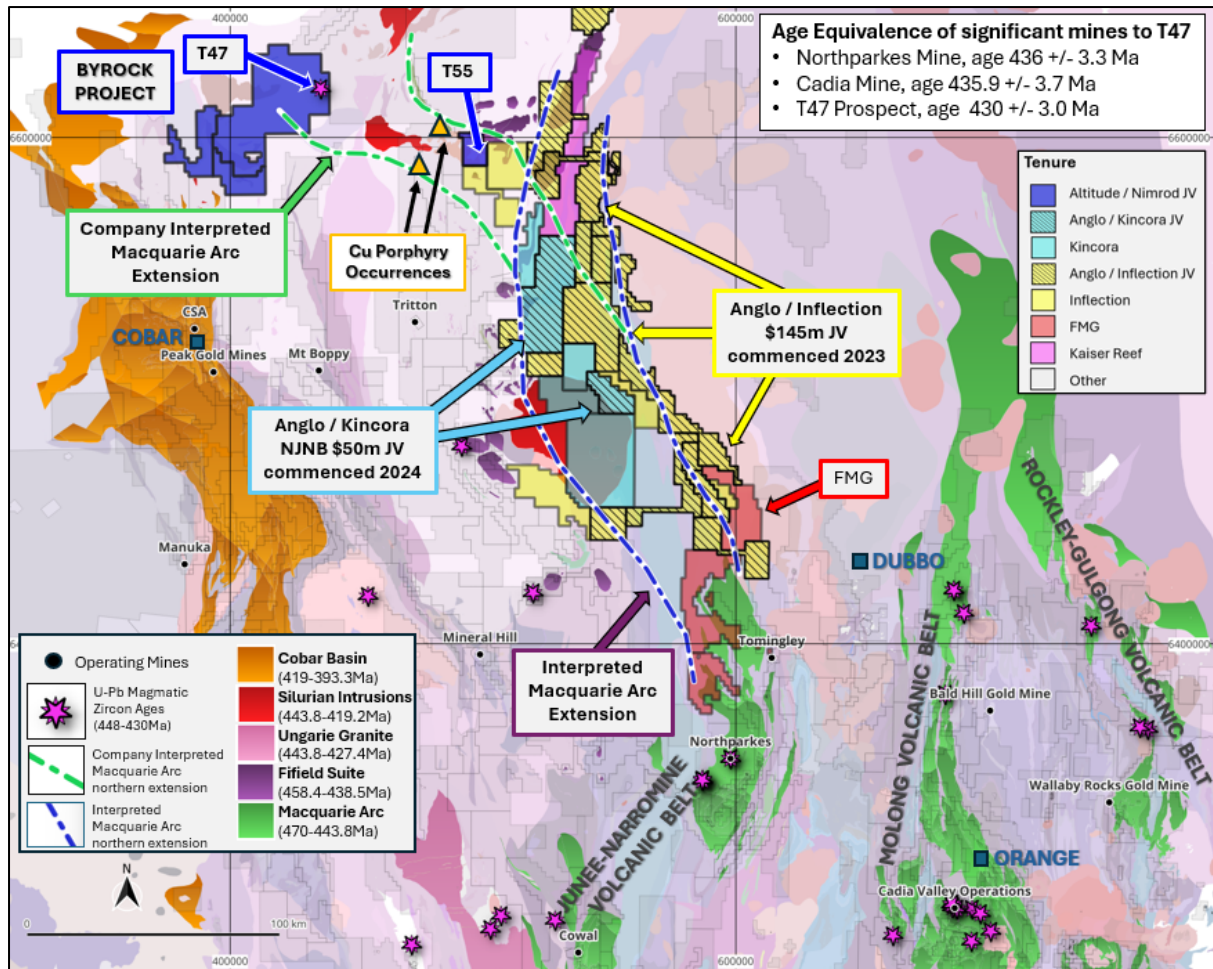 400000
600000
T47
BYROCK
PROJECT
T55
Age Equivalence of significant mines to T47
• Northparkes Mine, age 436 +/- 3.3 Ma
• Cadia Mine, age 435.9 +/- 3.7 Ma
• T47 Prospect, age 430 +/- 3.0 Ma
6600000
6600000
Tenure
Altitude / Nimrod JV
Anglo / Kincora JV
Kincora
Anglo / Inflection JV
Inflection
FMG
Kaiser Reef
Other
Company Interpreted
Macquarie Arc
Extension
Cu Porphyry
Occurrences
Tritton
CSA
COBAR
Peak Gold Mines
Mt Boppy
Anglo / Inflection
$145m JV
commenced 2023
Anglo / Kincora
NJNB $50m JV
commenced 2024
FMG
Manuka
DUBBO
ROCKLEY-GULGONG VOLCANIC BELT
MOLONG VOLCANIC BELT
Mineral Hill
Tomingley
6400000
Interpreted
Macquarie Arc
Extension
Bald Hill Gold Mine
Northparkes
Wallaby Rocks Gold Mine
JUNEE-NARROMINE
VOLCANIC BELT
ORANGE
Cadia Valley Operations
Cowal
Operating Mines
U-Pb Magmatic
Zircon Ages
(448-430Ma)
Company Interpreted
Macquarie Arc
northern extension
Interpreted
Macquarie Arc
northern extension
Cobar Basin
(419-393.3Ma)
Silurian Intrusions
(443.8-419.2Ma)
Ungarie Granite
(443.8-427.4Ma)
Fifield Suite
(458.4-438.5Ma)
Macquarie Arc
(470-443.8Ma)
N
0
100 km
400000
600000